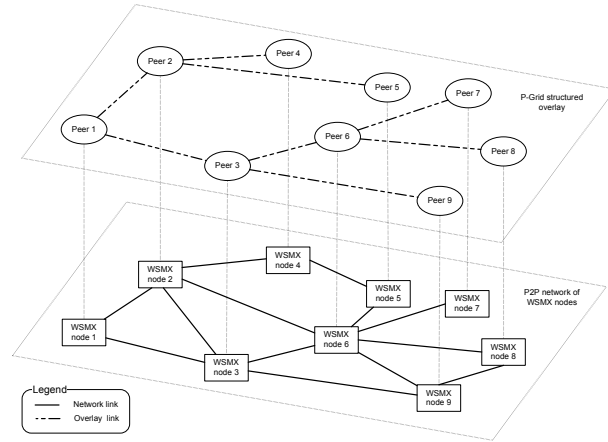 Peer 4
Peer 2
Peer 5
Peer 7
P-Grid structured
overlay
Peer 1
Peer 6
Peer 8
Peer 3
Peer 9
WSMX
node 4
WSMX
node 2
WSMX
node 5
WSMX
node 7
P2P network of
WSMX nodes
WSMX
node 1
WSMX
node 6
WSMX
node 8
WSMX
node 3
WSMX
node 9
Legend
Network link
Overlay link